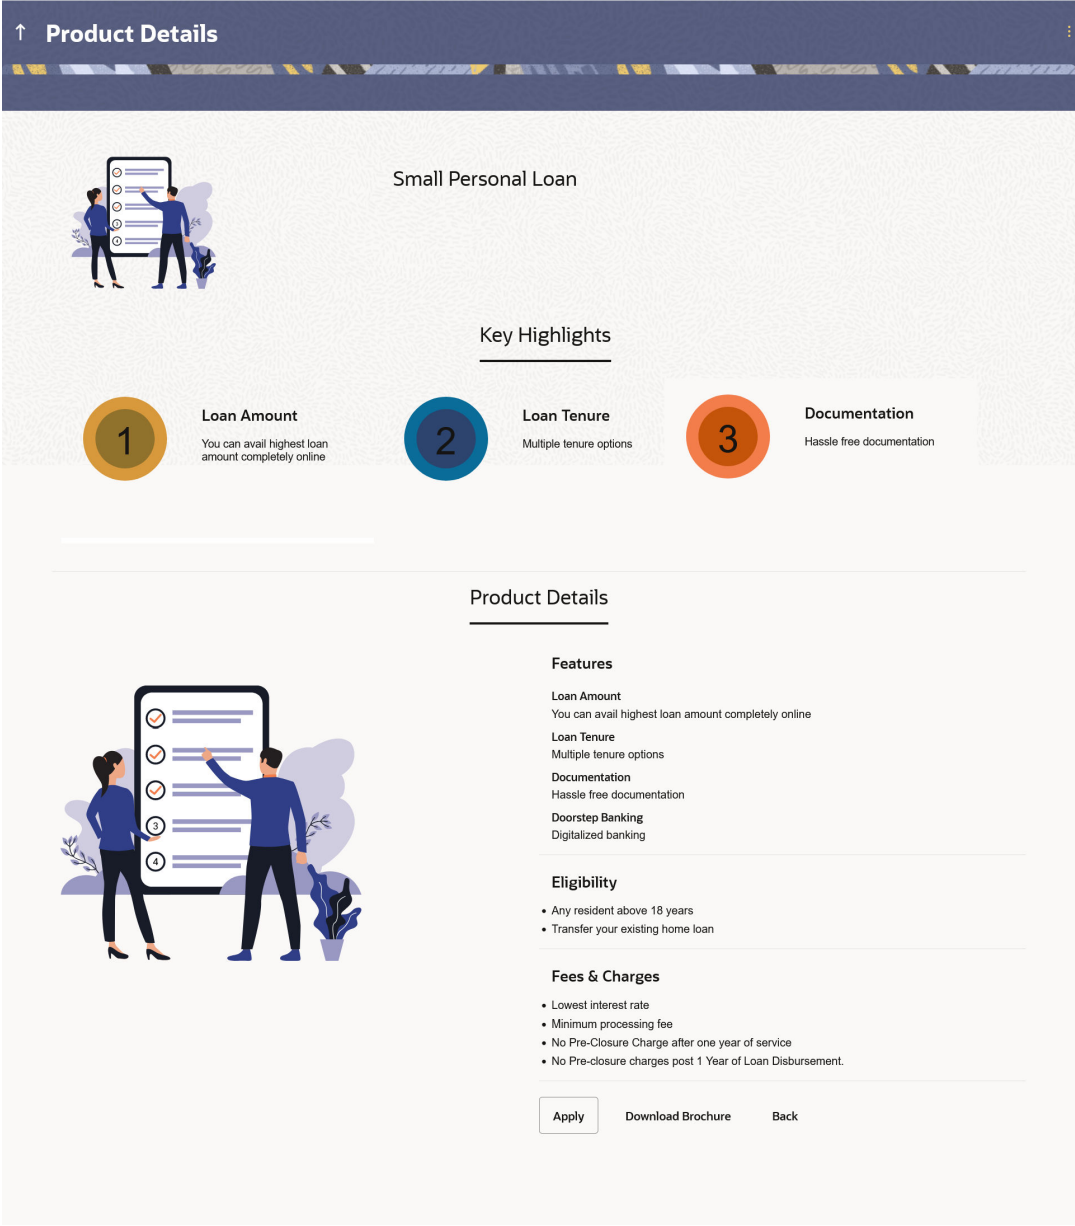 Product Details
Small Personal Loan
3
4
Key Highlights
1
Loan Amount
You can avail highest loan
amount completely online
2
Loan Tenure
Multiple tenure options
3
Documentation
Hassle free documentation
Product Details
3
4
Features
Loan Amount
You can avail highest loan amount completely online
Loan Tenure
Multiple tenure options
Documentation
Hassle free documentation
Doorstep Banking
Digitalized banking
Eligibility
• Any resident above 18 years
• Transfer your existing home loan
Fees & Charges
• Lowest interest rate
• Minimum processing fee
• No Pre-Closure Charge after one year of service
• No Pre-closure charges post 1 Year of Loan Disbursement.
Apply Download Brochure Back